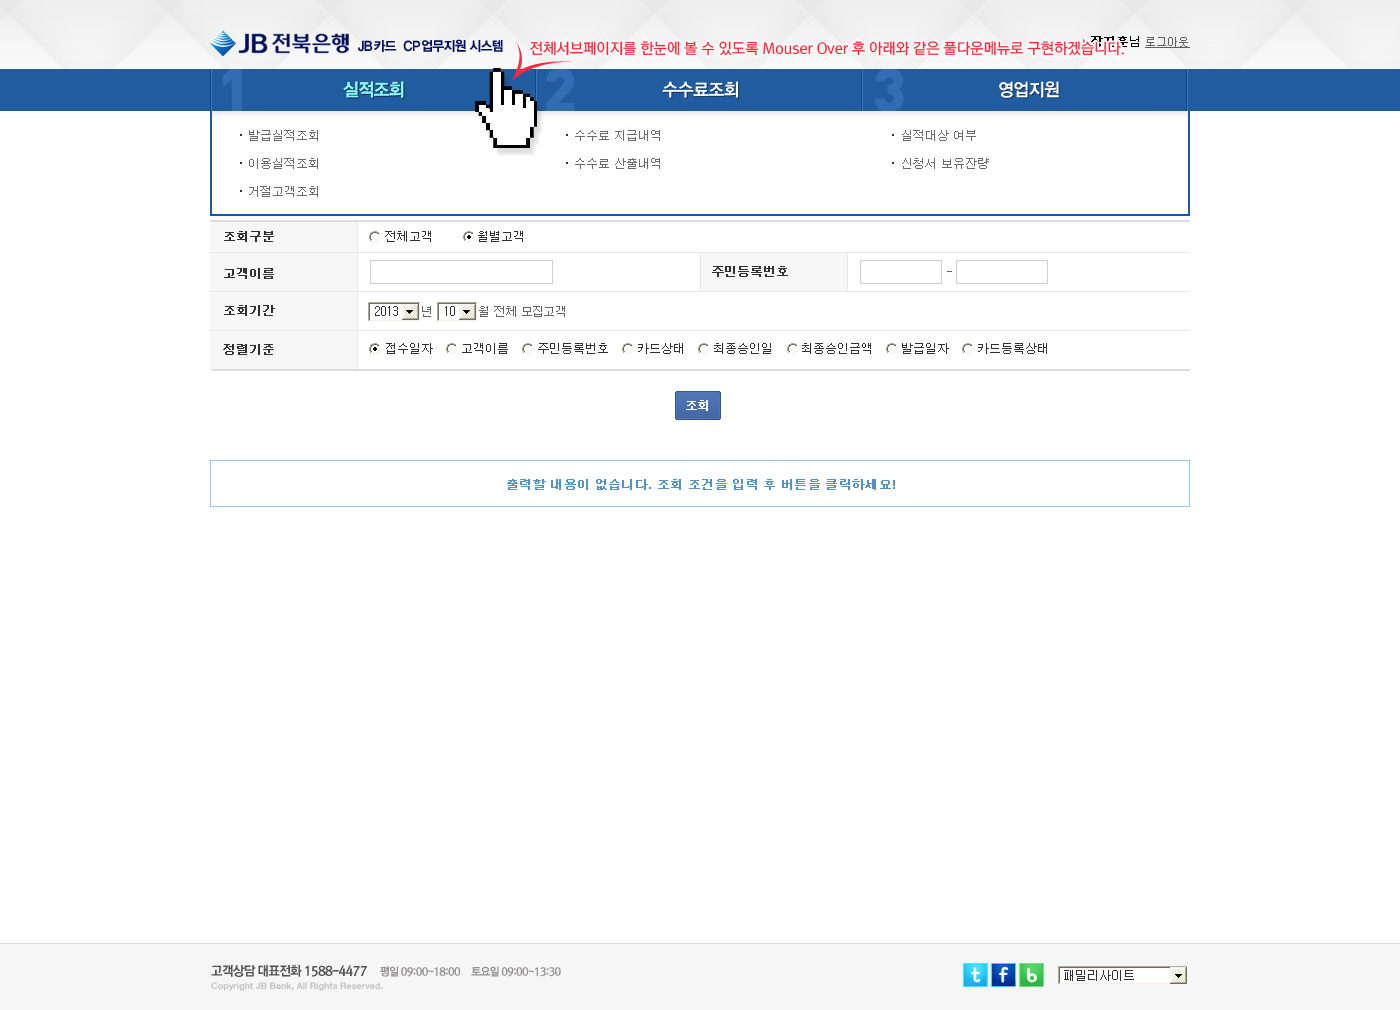 JB 전북은행 JB카드 CP업무지원 시스템
전체서브페이지를 한눈에 볼 수 있도록 Mouser Over 후 아래와 같은 풀다운메뉴로 구현하겠습니다.
님 로그아웃
1 실적조회 2 수수료조회 3 영업지원
· 발급실적조회 · 수수료 지급내역 · 실적대상 여부
· 이용실적조회 · 수수료 산출내역 · 신청서 보유잔량
· 거절고객조회
조회구분 전체고객 월별고객
고객이름 주민등록번호 -
조회기간 2013 년 10 월 전체 모집고객
정렬기준 접수일자 고객이름 주민등록번호 카드상태 최종승인일 최종승인금액 발급일자 카드등록상태
조회
출력할 내용이 없습니다. 조회 조건을 입력 후 버튼을 클릭하세요!
고객상담 대표전화 1588-4477 평일 09:00~18:00 토요일 09:00~13:30
Copyright JB Bank, All Rights Reserved.
t f b 패밀리사이트